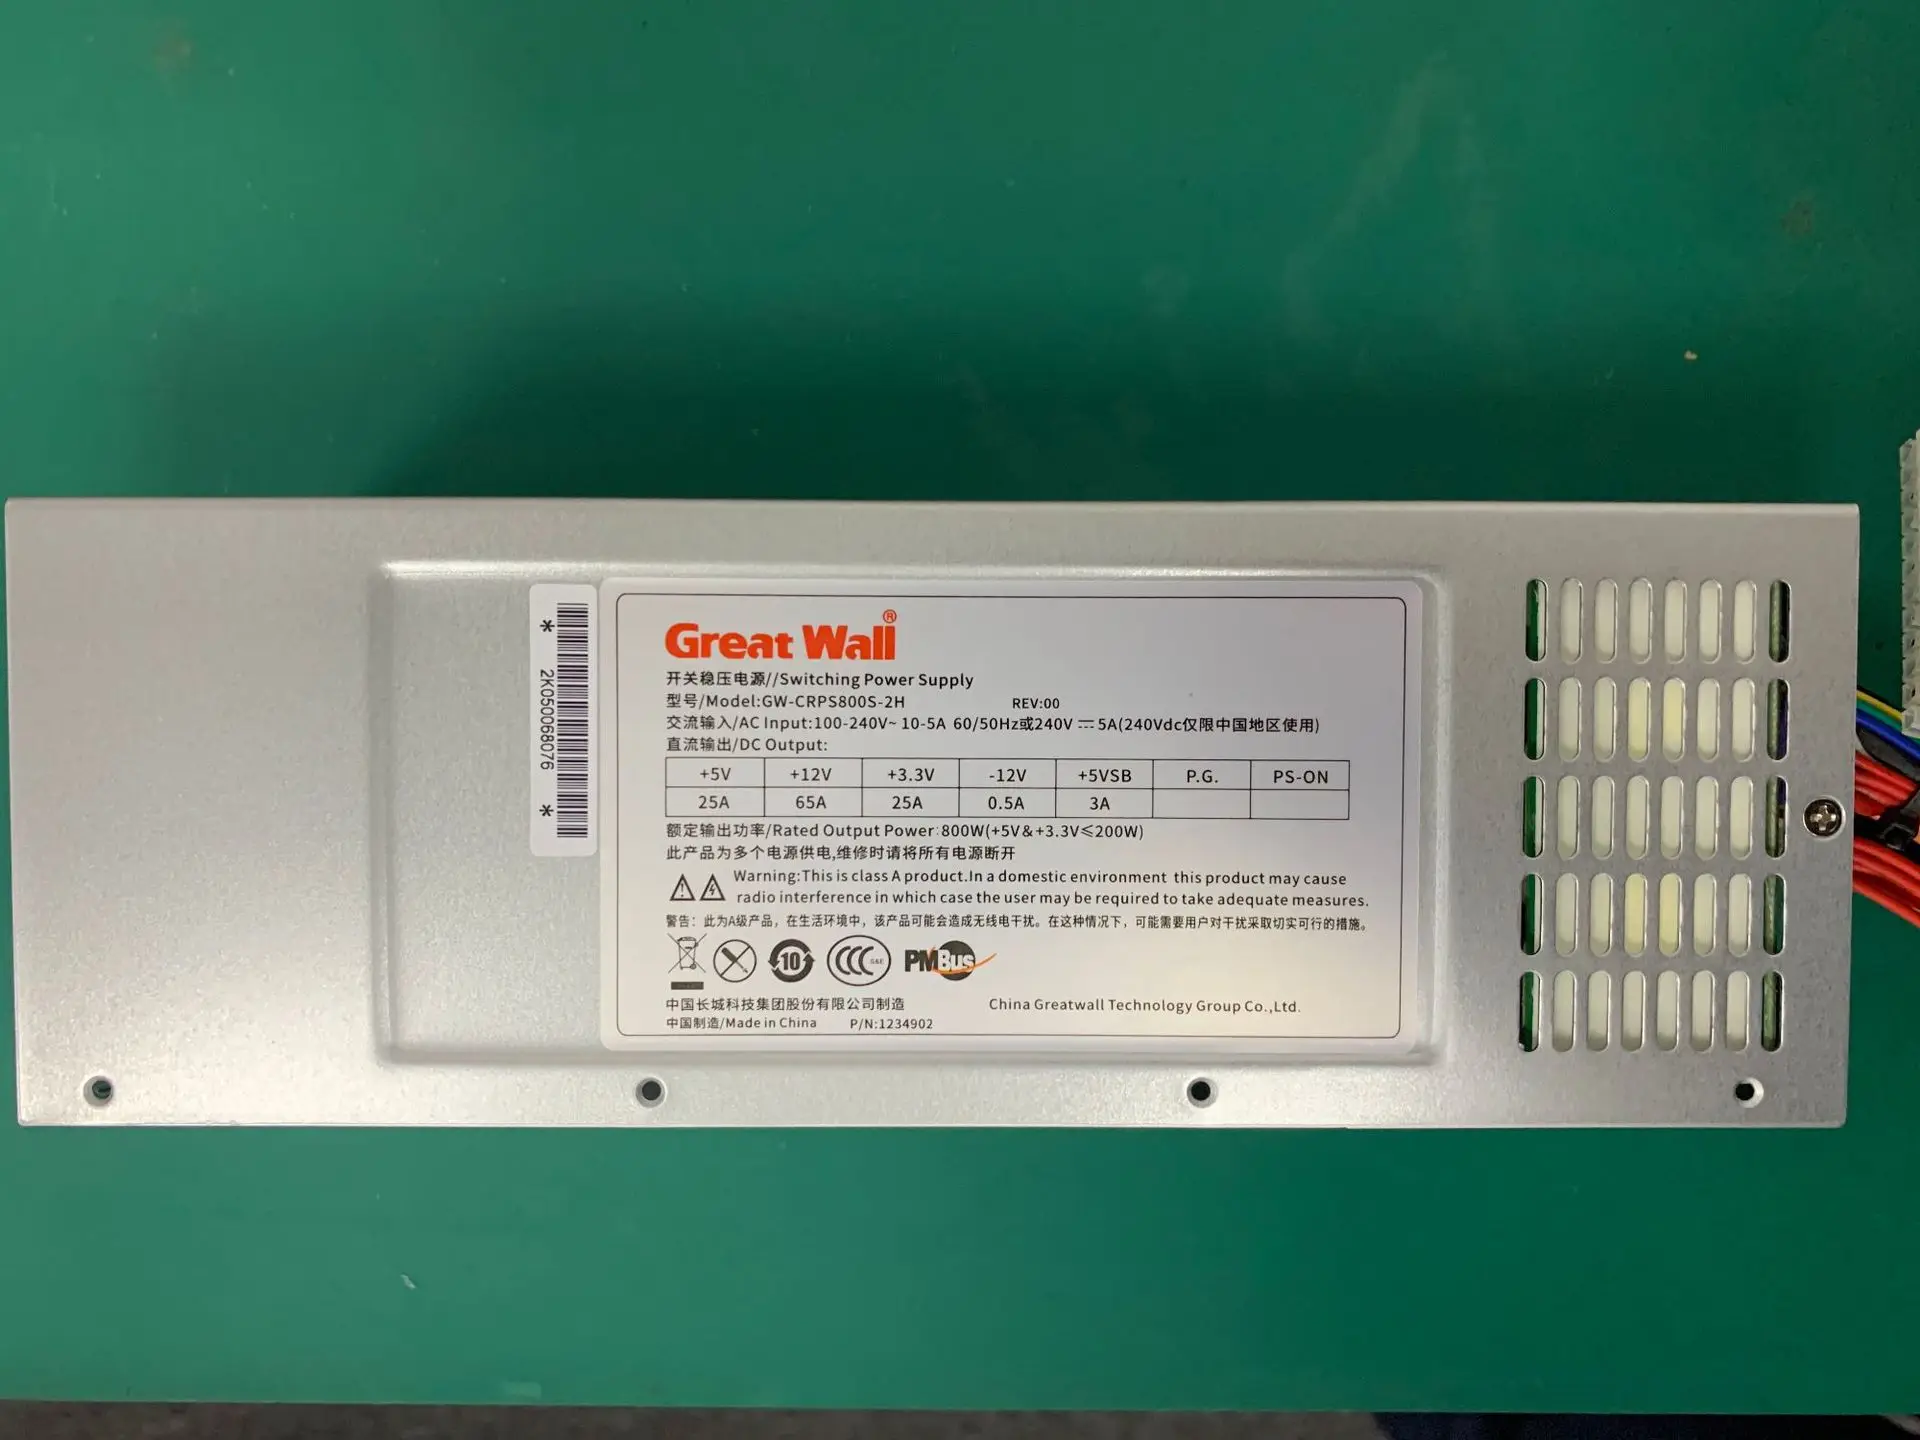 * 2K050068076 *
Great Wall®
开关稳压电源//Switching Power Supply
型号/Model:GW-CRPS800S-2H REV:00
交流输入/AC Input:100-240V~ 10-5A 60/50Hz或240V ⎓ 5A(240Vdc仅限中国地区使用)
直流输出/DC Output:
+5V +12V +3.3V -12V +5VSB P.G. PS-ON
25A 65A 25A 0.5A 3A
额定输出功率/Rated Output Power:800W(+5V&+3.3V≤200W)
此产品为多个电源供电,维修时请将所有电源断开
Warning:This is class A product.In a domestic environment this product may cause
radio interference in which case the user may be required to take adequate measures.
警告：此为A级产品，在生活环境中，该产品可能会造成无线电干扰。在这种情况下，可能需要用户对干扰采取切实可行的措施。
10 CCC S&E PMBus
中国长城科技集团股份有限公司制造 China Greatwall Technology Group Co.,Ltd.
中国制造/Made in China P/N:1234902